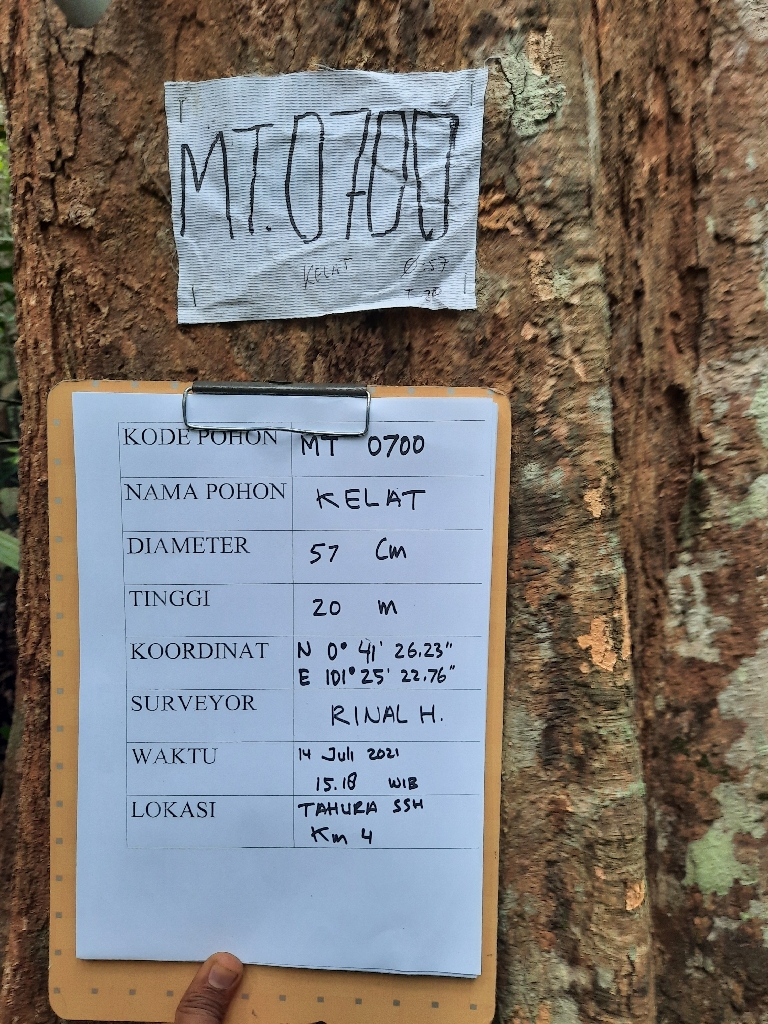 MT.0700
KELAT Ø 57
T 20
KODE POHON MT 0700
NAMA POHON KELAT
DIAMETER 57 Cm
TINGGI 20 m
KOORDINAT N 0° 41' 26.23"
E 101° 25' 22.76"
SURVEYOR RINAL H.
WAKTU 14 Juli 2021
15.18 WIB
LOKASI TAHURA SSH
Km 4